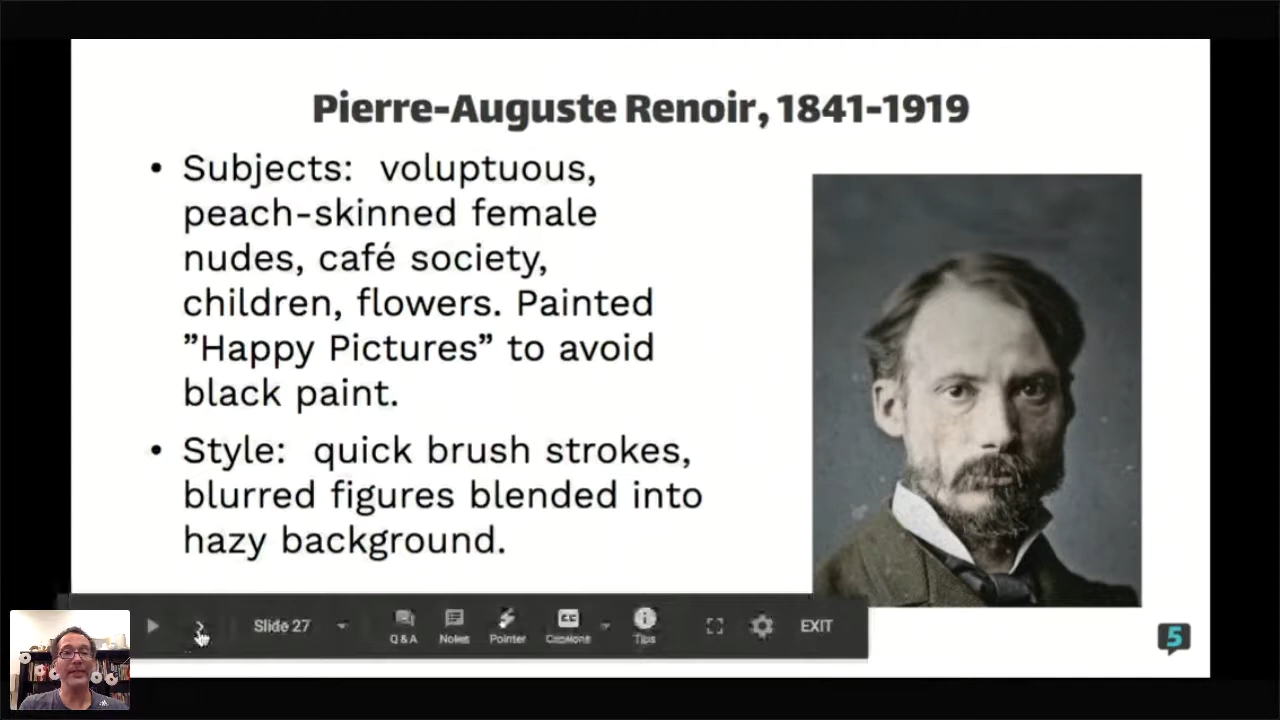 Pierre-Auguste Renoir, 1841-1919
• Subjects:  voluptuous,
peach-skinned female
nudes, café society,
children, flowers. Painted
”Happy Pictures” to avoid
black paint.
• Style:  quick brush strokes,
blurred figures blended into
hazy background.
Slide 27
Q & A
Notes
Pointer
Captions
Tips
EXIT
5